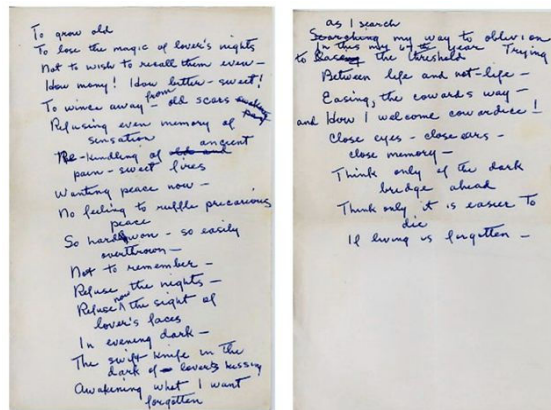 To grow old
To lose the magic of lover's nights
Not to wish to recall them even —
How many! How bitter-sweet!
To wince away from old scars
Refusing even memory of pain
sensation
Re-kindling of ancient
pain-sweet fires
Wanting peace now —
No feeling to ruffle precarious
peace
So hard won — so easily
overthrown —
Not to remember —
Refuse the nights —
Refuse now the sight of
lover's faces
In evening dark —
The swift knife in the
dark of lover's kissing
Awakening what I want
forgotten
as I search
Searching my way to oblivion
In this my year Trying
to the threshold
Between life and not-life —
Easing, the coward's way —
and How I welcome cowardice!
Close eyes — close ears —
close memory —
Think only of the dark
bridge ahead
Think only it is easier to
die
If living is forgotten —